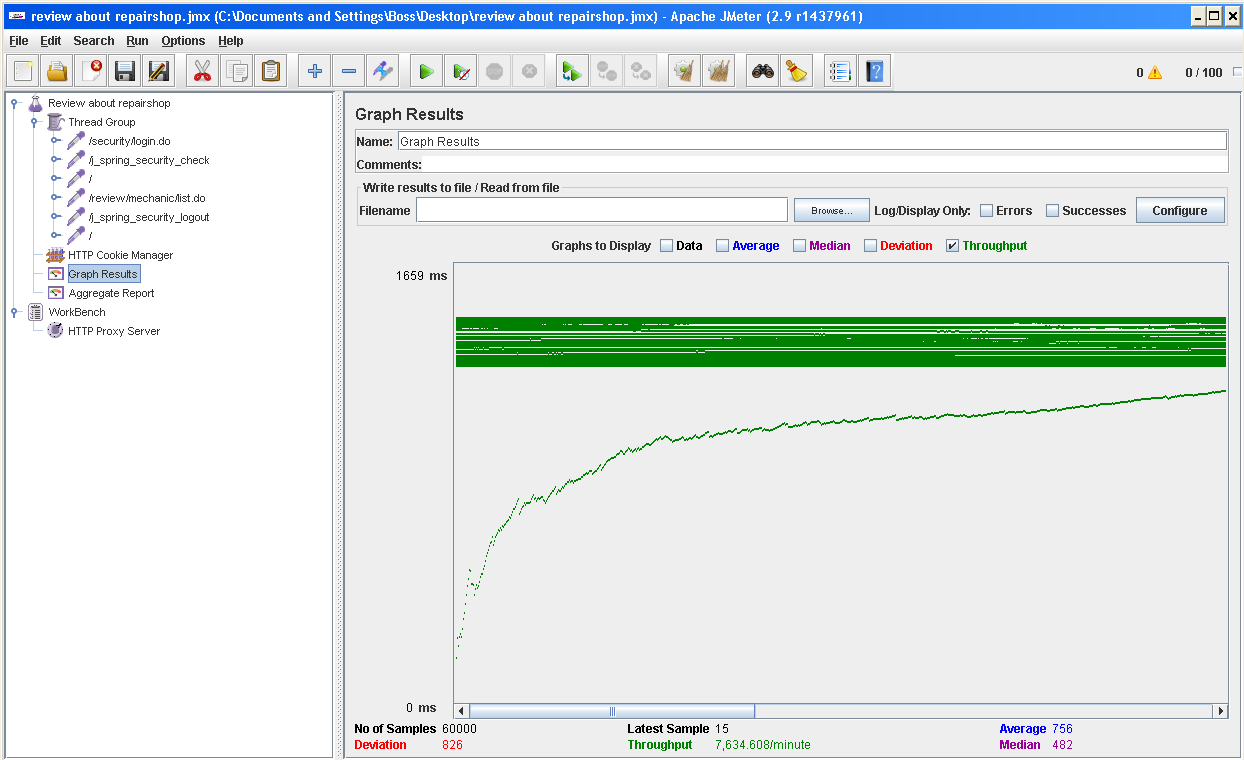 review about repairshop.jmx (C:\Documents and Settings\Boss\Desktop\review about repairshop.jmx) - Apache JMeter (2.9 r1437961)
File Edit Search Run Options Help
0 0 / 100
Review about repairshop
Thread Group
/security/login.do
/j_spring_security_check
/
/review/mechanic/list.do
/j_spring_security_logout
/
HTTP Cookie Manager
Graph Results
Aggregate Report
WorkBench
HTTP Proxy Server
Graph Results
Name: Graph Results
Comments:
Write results to file / Read from file
Filename Browse... Log/Display Only: Errors Successes Configure
Graphs to Display Data Average Median Deviation Throughput
1659 ms
0 ms
No of Samples 60000 Latest Sample 15 Average 756
Deviation 826 Throughput 7,634.608/minute Median 482